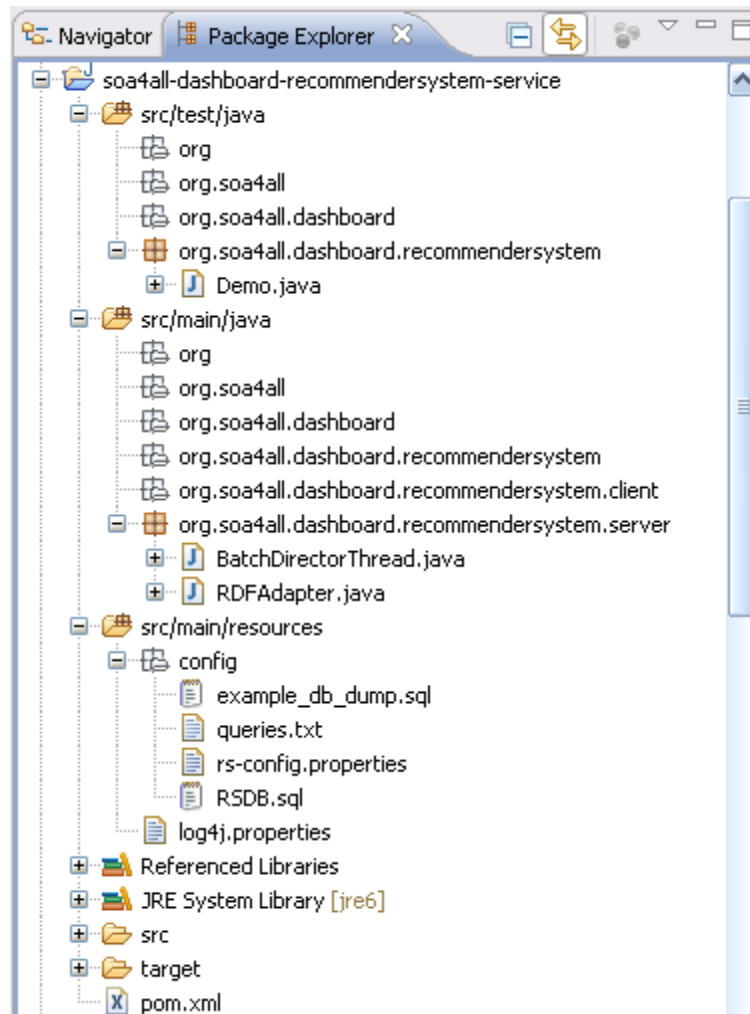 Navigator Package Explorer
soa4all-dashboard-recommendersystem-service
src/test/java
org
org.soa4all
org.soa4all.dashboard
org.soa4all.dashboard.recommendersystem
Demo.java
src/main/java
org
org.soa4all
org.soa4all.dashboard
org.soa4all.dashboard.recommendersystem
org.soa4all.dashboard.recommendersystem.client
org.soa4all.dashboard.recommendersystem.server
BatchDirectorThread.java
RDFAdapter.java
src/main/resources
config
example_db_dump.sql
queries.txt
rs-config.properties
RSDB.sql
log4j.properties
Referenced Libraries
JRE System Library [jre6]
src
target
pom.xml